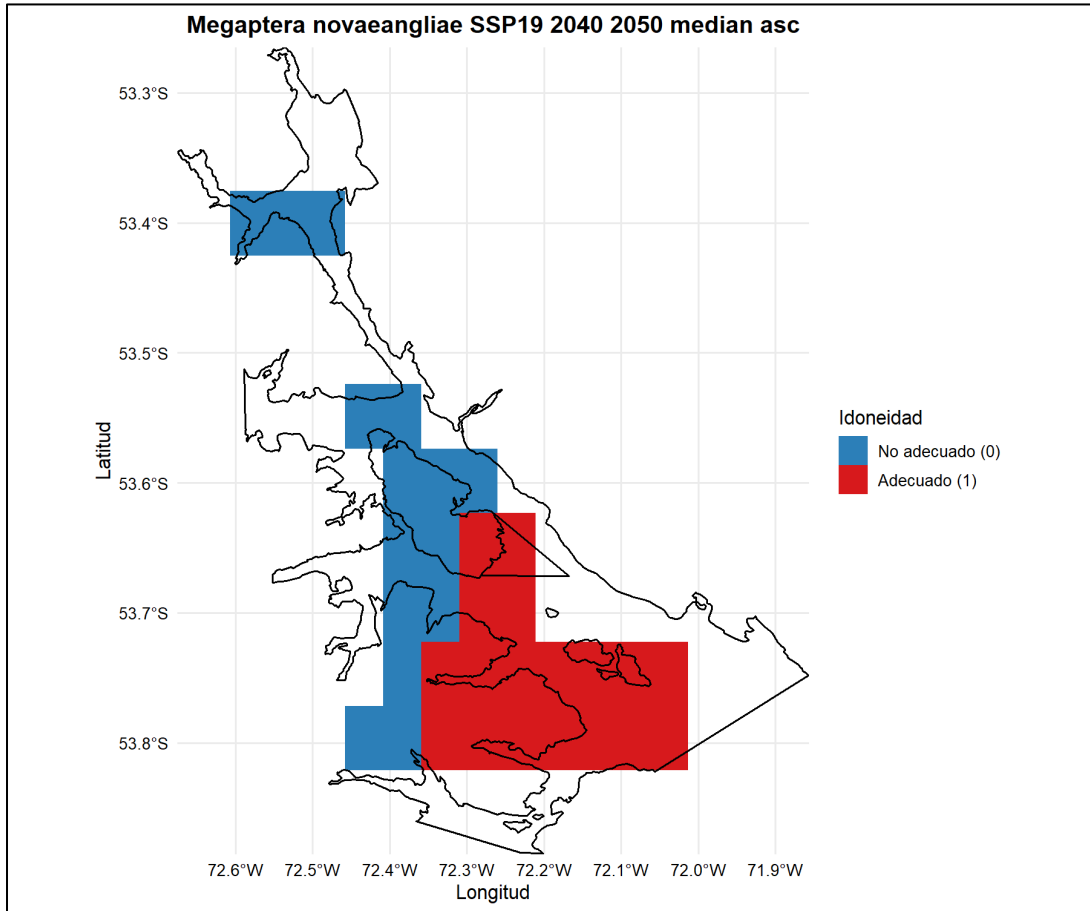 Megaptera novaeangliae SSP19 2040 2050 median asc
53.3°S
53.4°S
53.5°S
53.6°S
53.7°S
53.8°S
Latitud
72.6°W 72.5°W 72.4°W 72.3°W 72.2°W 72.1°W 72.0°W 71.9°W
Longitud
Idoneidad
No adecuado (0)
Adecuado (1)